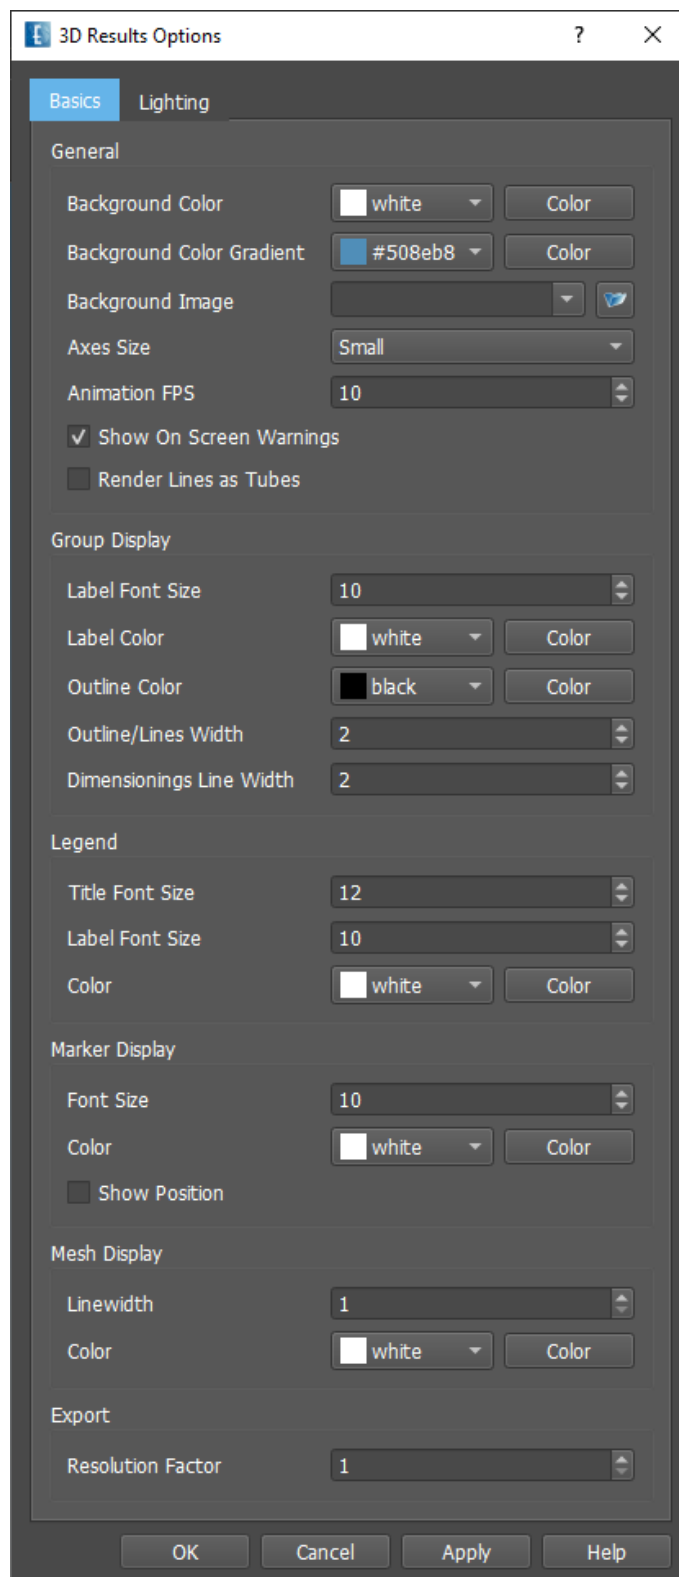 3D Results Options ?
Basics Lighting
General
Background Color white Color
Background Color Gradient #508eb8 Color
Background Image
Axes Size Small
Animation FPS 10
Show On Screen Warnings
Render Lines as Tubes
Group Display
Label Font Size 10
Label Color white Color
Outline Color black Color
Outline/Lines Width 2
Dimensionings Line Width 2
Legend
Title Font Size 12
Label Font Size 10
Color white Color
Marker Display
Font Size 10
Color white Color
Show Position
Mesh Display
Linewidth 1
Color white Color
Export
Resolution Factor 1
OK Cancel Apply Help